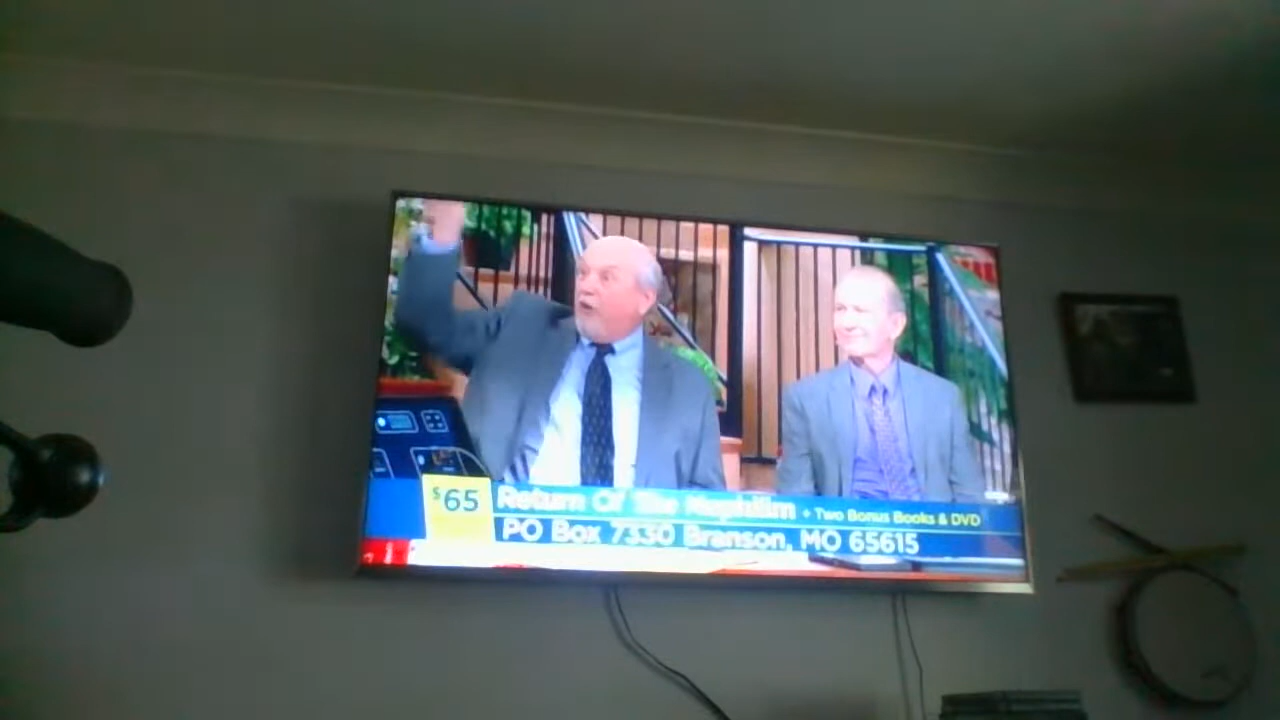 $65 Return Of The Nephilim + Two Bonus Books & DVD
PO Box 7330 Branson, MO 65615